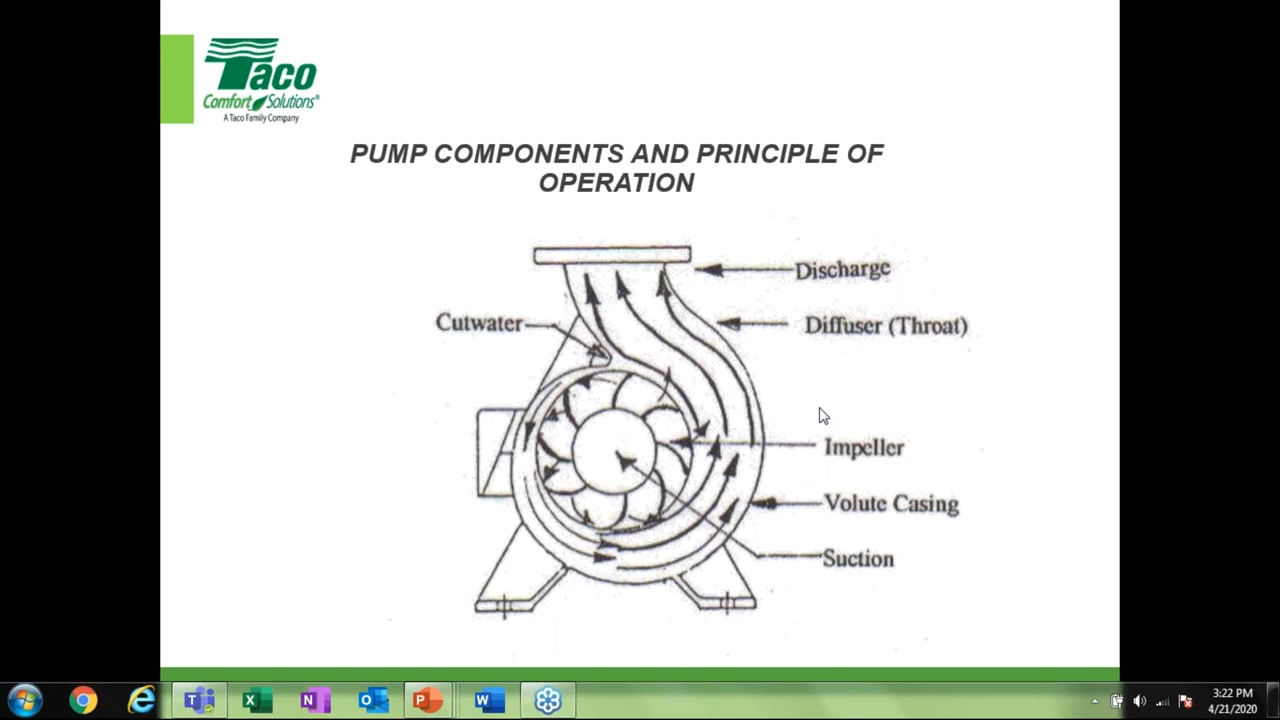 Taco
Comfort Solutions®
A Taco Family Company
PUMP COMPONENTS AND PRINCIPLE OF
OPERATION
Discharge
Cutwater
Diffuser (Throat)
Impeller
Volute Casing
Suction
3:22 PM
4/21/2020